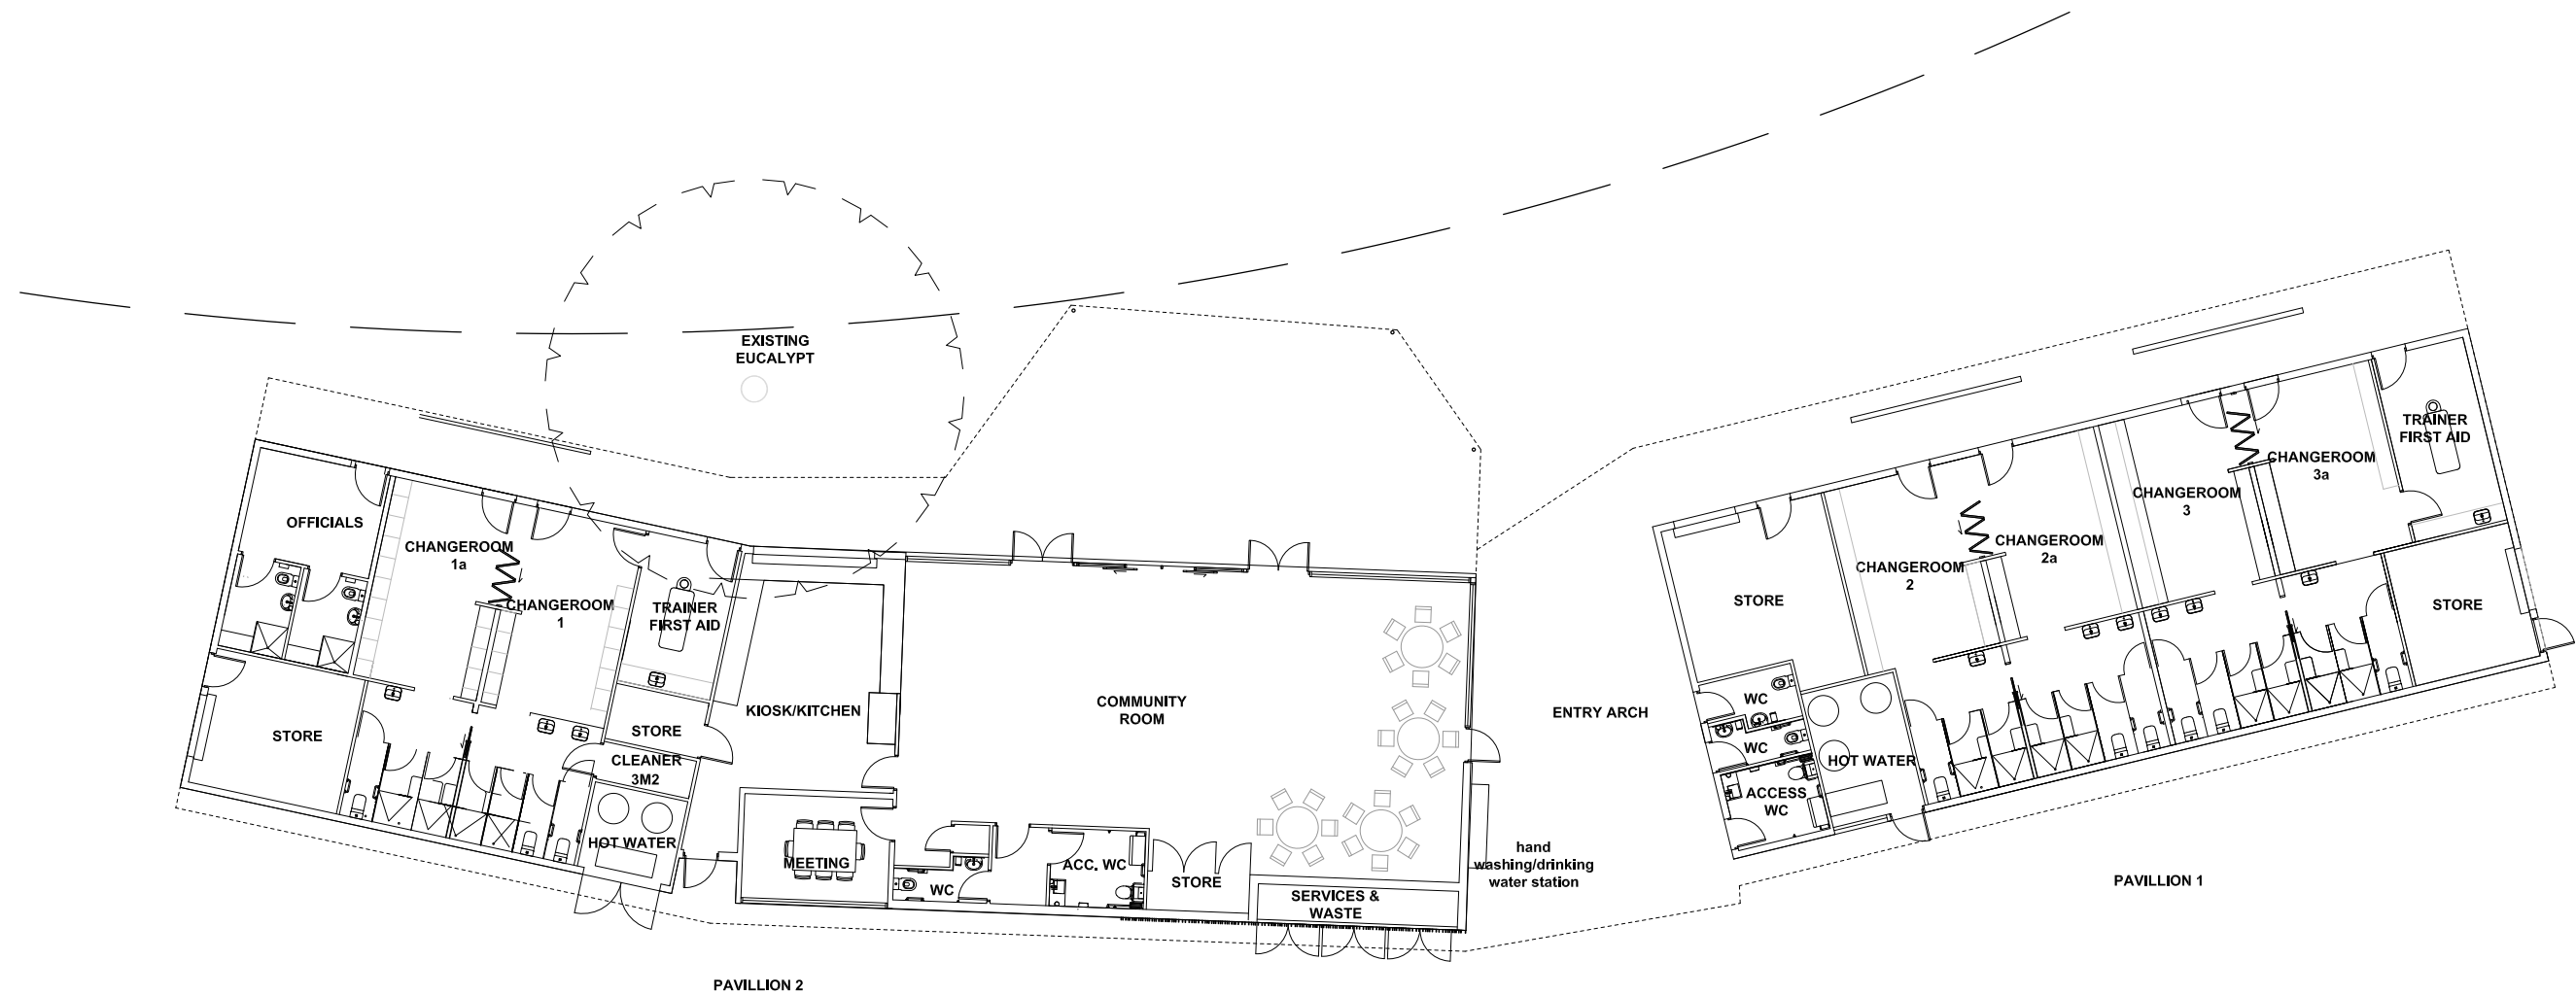 EXISTING
EUCALYPT
OFFICIALS
CHANGEROOM
1a
CHANGEROOM
1
TRAINER
FIRST AID
STORE
STORE
CLEANER
3M2
HOT WATER
KIOSK/KITCHEN
MEETING
WC
ACC. WC
STORE
COMMUNITY
ROOM
SERVICES &
WASTE
hand
washing/drinking
water station
ENTRY ARCH
PAVILLION 2
STORE
WC
WC
ACCESS
WC
HOT WATER
CHANGEROOM
2
CHANGEROOM
2a
CHANGEROOM
3
CHANGEROOM
3a
TRAINER
FIRST AID
STORE
PAVILLION 1